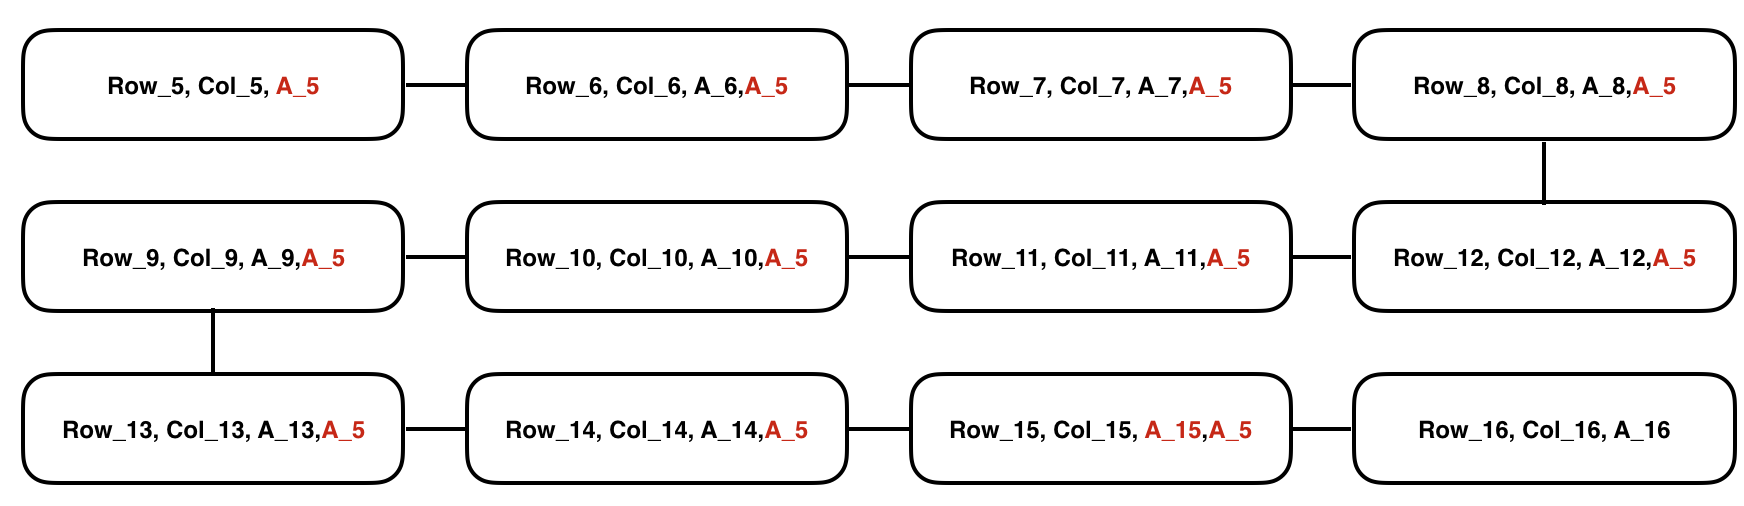 Row_5, Col_5, A_5
Row_6, Col_6, A_6,A_5
Row_7, Col_7, A_7,A_5
Row_8, Col_8, A_8,A_5
Row_9, Col_9, A_9,A_5
Row_10, Col_10, A_10,A_5
Row_11, Col_11, A_11,A_5
Row_12, Col_12, A_12,A_5
Row_13, Col_13, A_13,A_5
Row_14, Col_14, A_14,A_5
Row_15, Col_15, A_15,A_5
Row_16, Col_16, A_16